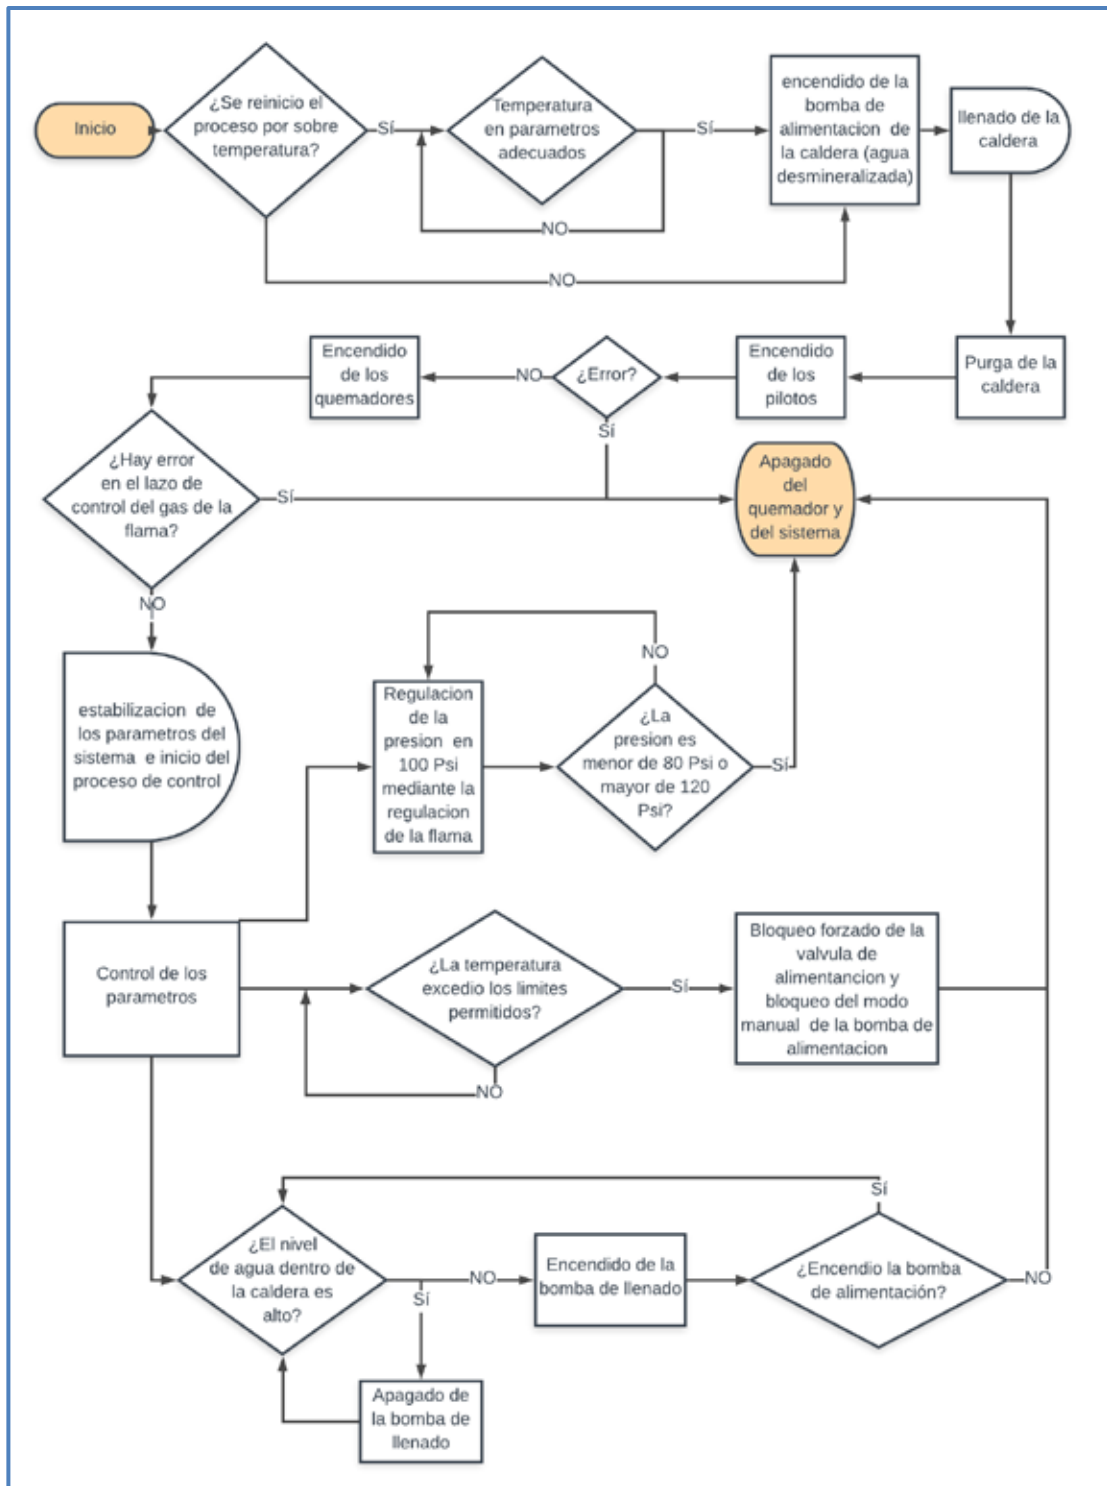 Inicio
¿Se reinicio el
proceso por sobre
temperatura?
Sí
Temperatura
en parametros
adecuados
Sí
encendido de la
bomba de
alimentacion de
la caldera (agua
desmineralizada)
llenado de la
caldera
NO
NO
Encendido
de los
quemadores
NO
¿Error?
Sí
Encendido
de los
pilotos
Purga de la
caldera
¿Hay error
en el lazo de
control del gas de la
flama?
Sí
Apagado
del
quemador y
del sistema
NO
estabilizacion de
los parametros del
sistema e inicio del
proceso de control
Regulacion
de la
presion en
100 Psi
mediante la
regulacion
de la flama
NO
¿La
presion es
menor de 80 Psi o
mayor de 120
Psi?
Sí
Control de los
parametros
¿La temperatura
excedio los limites
permitidos?
Sí
NO
Bloqueo forzado de la
valvula de
alimentancion y
bloqueo del modo
manual de la bomba de
alimentacion
¿El nivel
de agua dentro de
la caldera es
alto?
NO
Sí
Encendido de la
bomba de llenado
Sí
¿Encendio la bomba
de alimentación?
NO
Apagado de
la bomba de
llenado